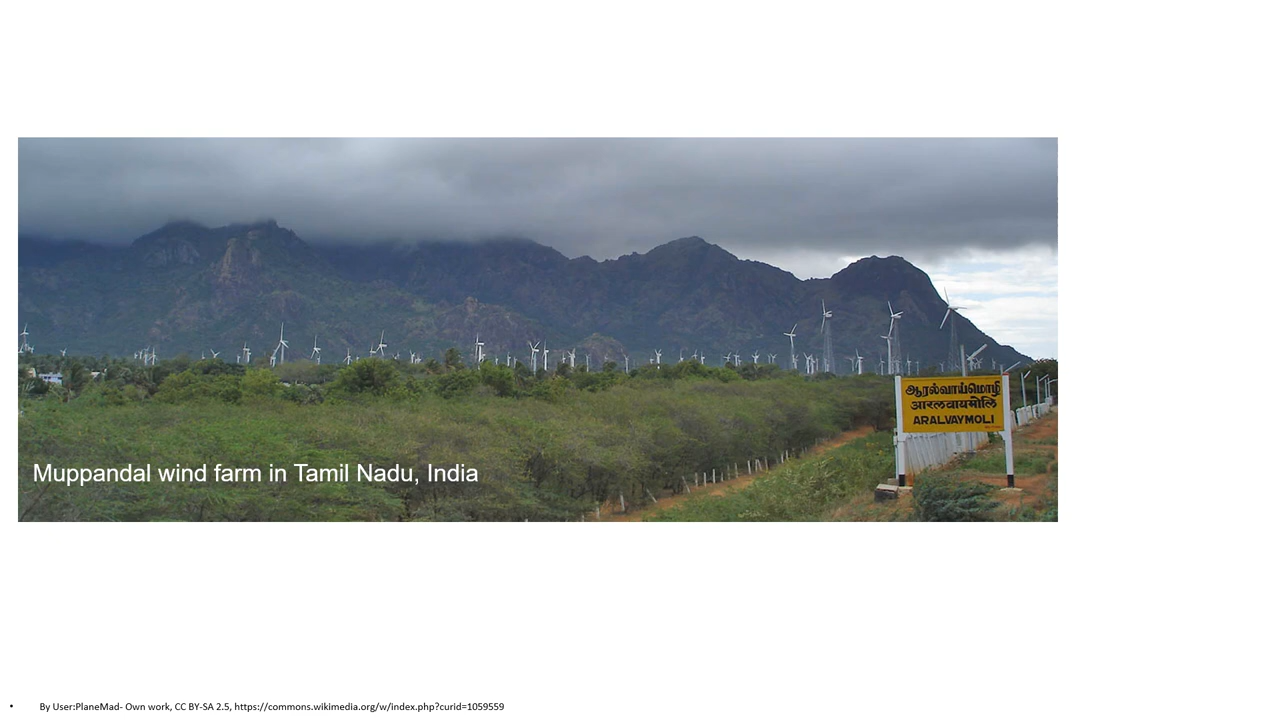 ஆரல்வாய்மொழி
आरलवायमोलि
ARALVAYMOLI
Muppandal wind farm in Tamil Nadu, India
• By User:PlaneMad- Own work, CC BY-SA 2.5, https://commons.wikimedia.org/w/index.php?curid=1059559